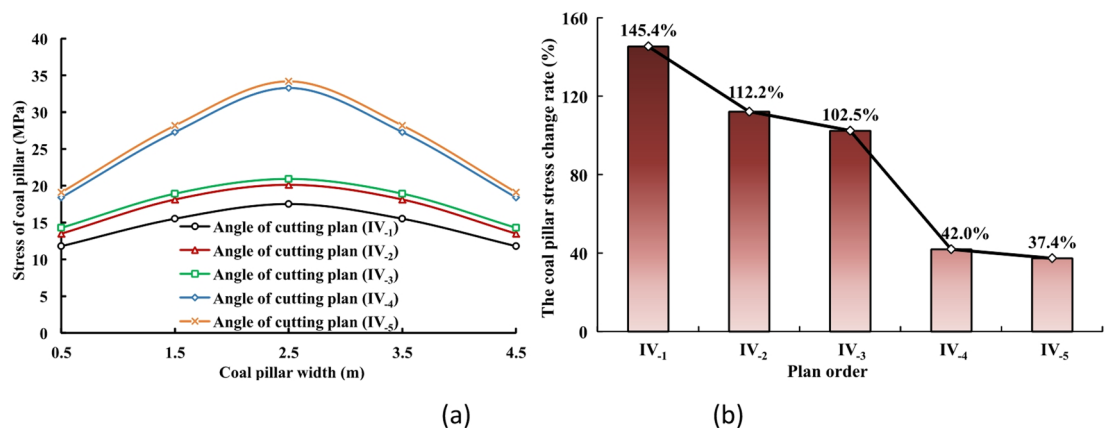 40
35
30
25
20
15
10
5
0
Stress of coal pillar (MPa)
Angle of cutting plan (IV-1)
Angle of cutting plan (IV-2)
Angle of cutting plan (IV-3)
Angle of cutting plan (IV-4)
Angle of cutting plan (IV-5)
0.5 1.5 2.5 3.5 4.5
Coal pillar width (m)
(a)
160
120
80
40
0
The coal pillar stress change rate (%)
145.4%
112.2%
102.5%
42.0%
37.4%
IV-1 IV-2 IV-3 IV-4 IV-5
Plan order
(b)